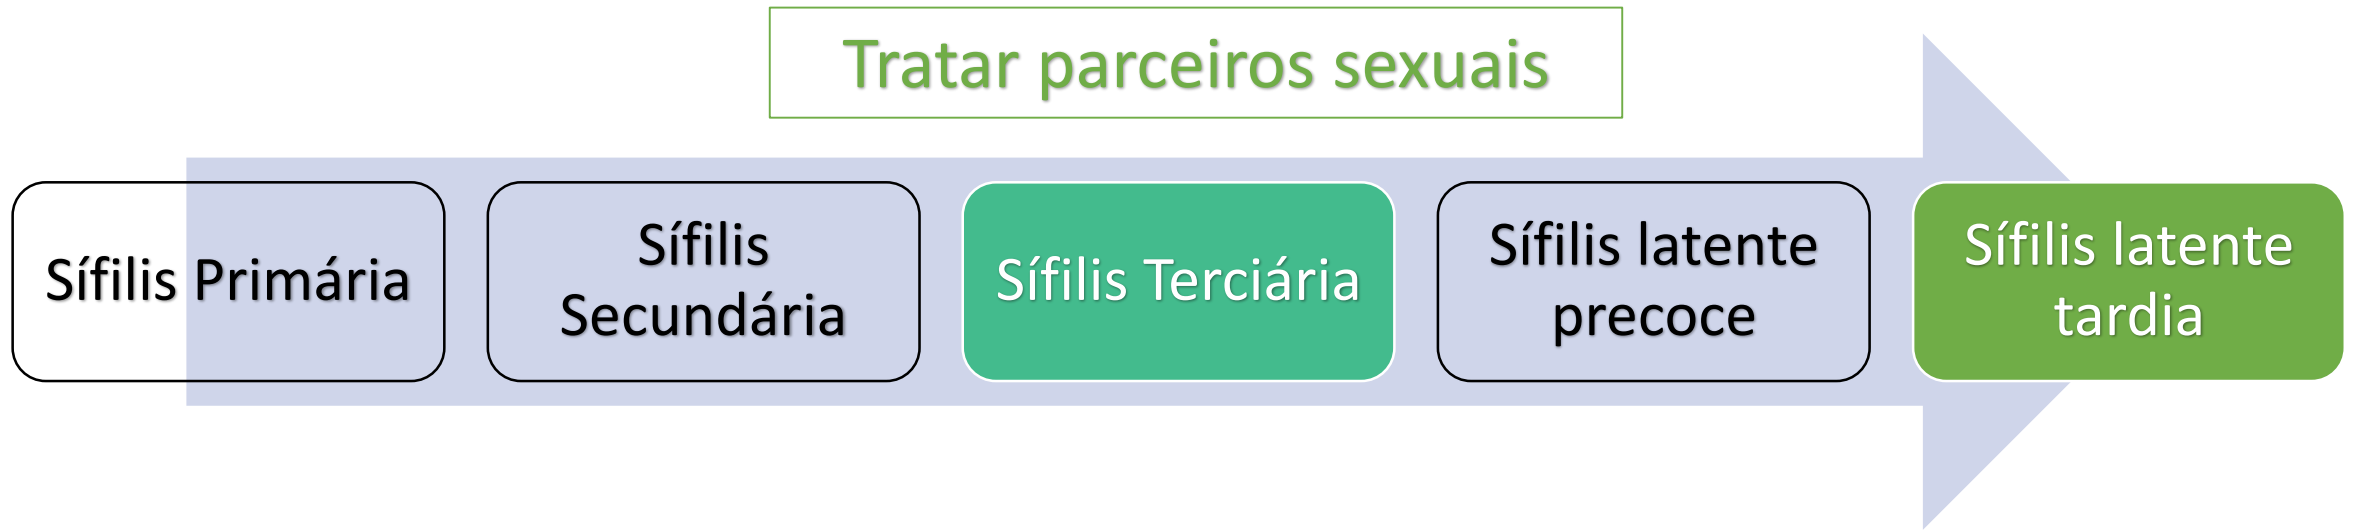 Tratar parceiros sexuais
Sífilis Primária
Sífilis
Secundária
Sífilis Terciária
Sífilis latente
precoce
Sífilis latente
tardia